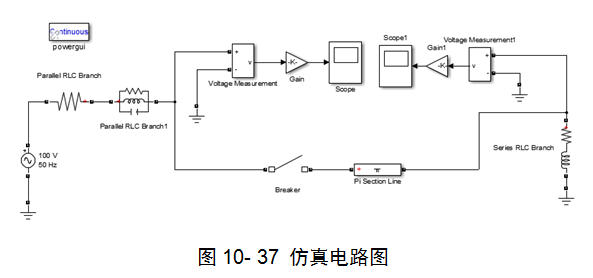 Continuous
powergui
Parallel RLC Branch
Parallel RLC Branch1
100 V
50 Hz
+
-
v
Voltage Measurement
-K-
Gain
Scope
Scope1
-K-
Gain1
Voltage Measurement1
v
+
-
Breaker
Pi Section Line
Series RLC Branch
图 10- 37 仿真电路图